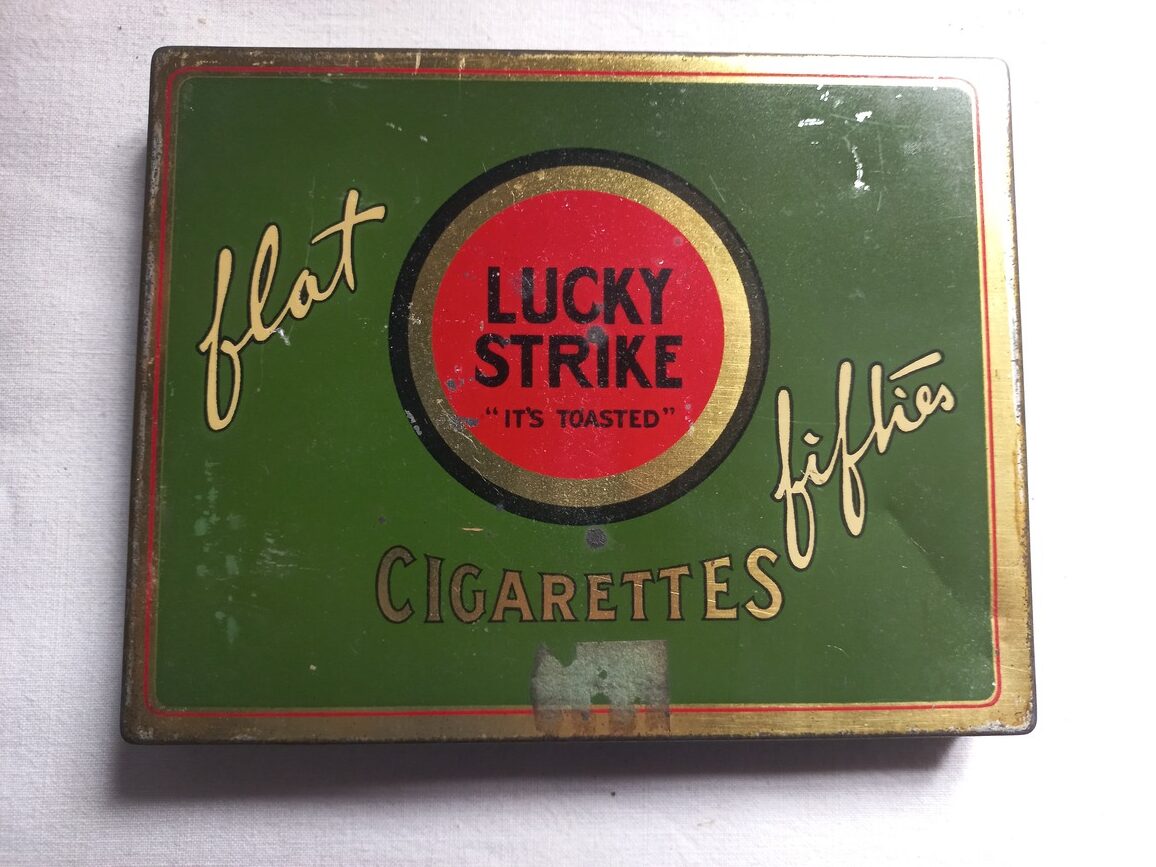 flat
LUCKY
STRIKE
"IT'S TOASTED"
fifties
CIGARETTES